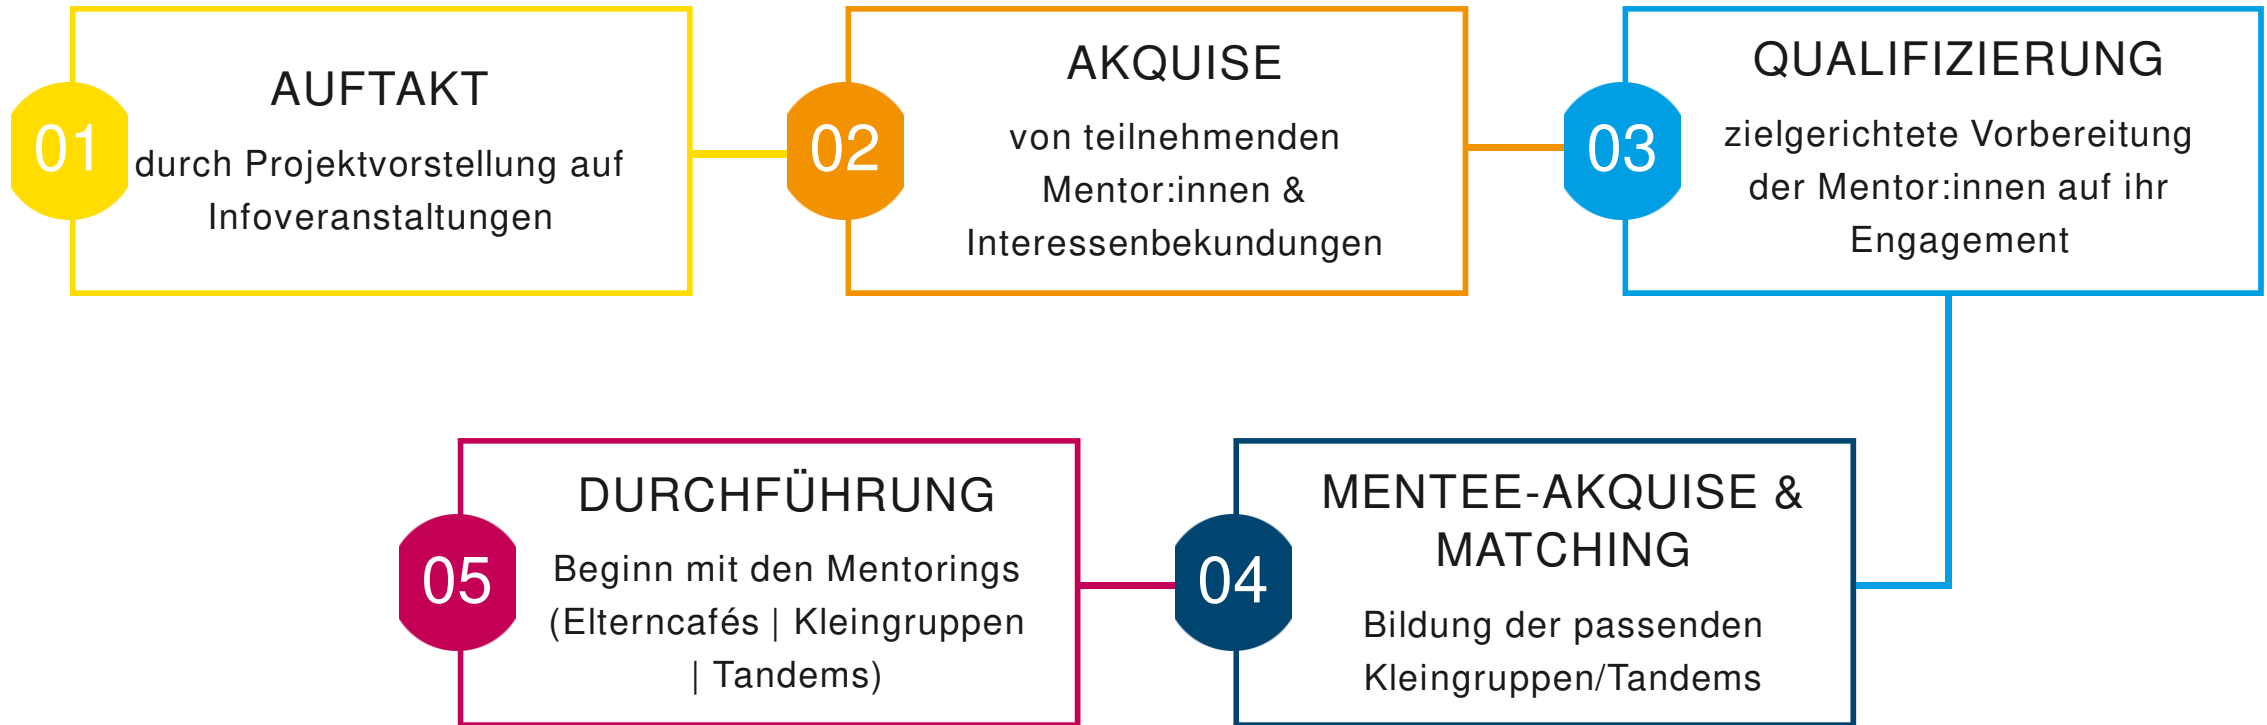 01
AUFTAKT
durch Projektvorstellung auf
Infoveranstaltungen
02
AKQUISE
von teilnehmenden
Mentor:innen &
Interessenbekundungen
03
QUALIFIZIERUNG
zielgerichtete Vorbereitung
der Mentor:innen auf ihr
Engagement
04
MENTEE-AKQUISE &
MATCHING
Bildung der passenden
Kleingruppen/Tandems
05
DURCHFÜHRUNG
Beginn mit den Mentorings
(Elterncafés | Kleingruppen
| Tandems)